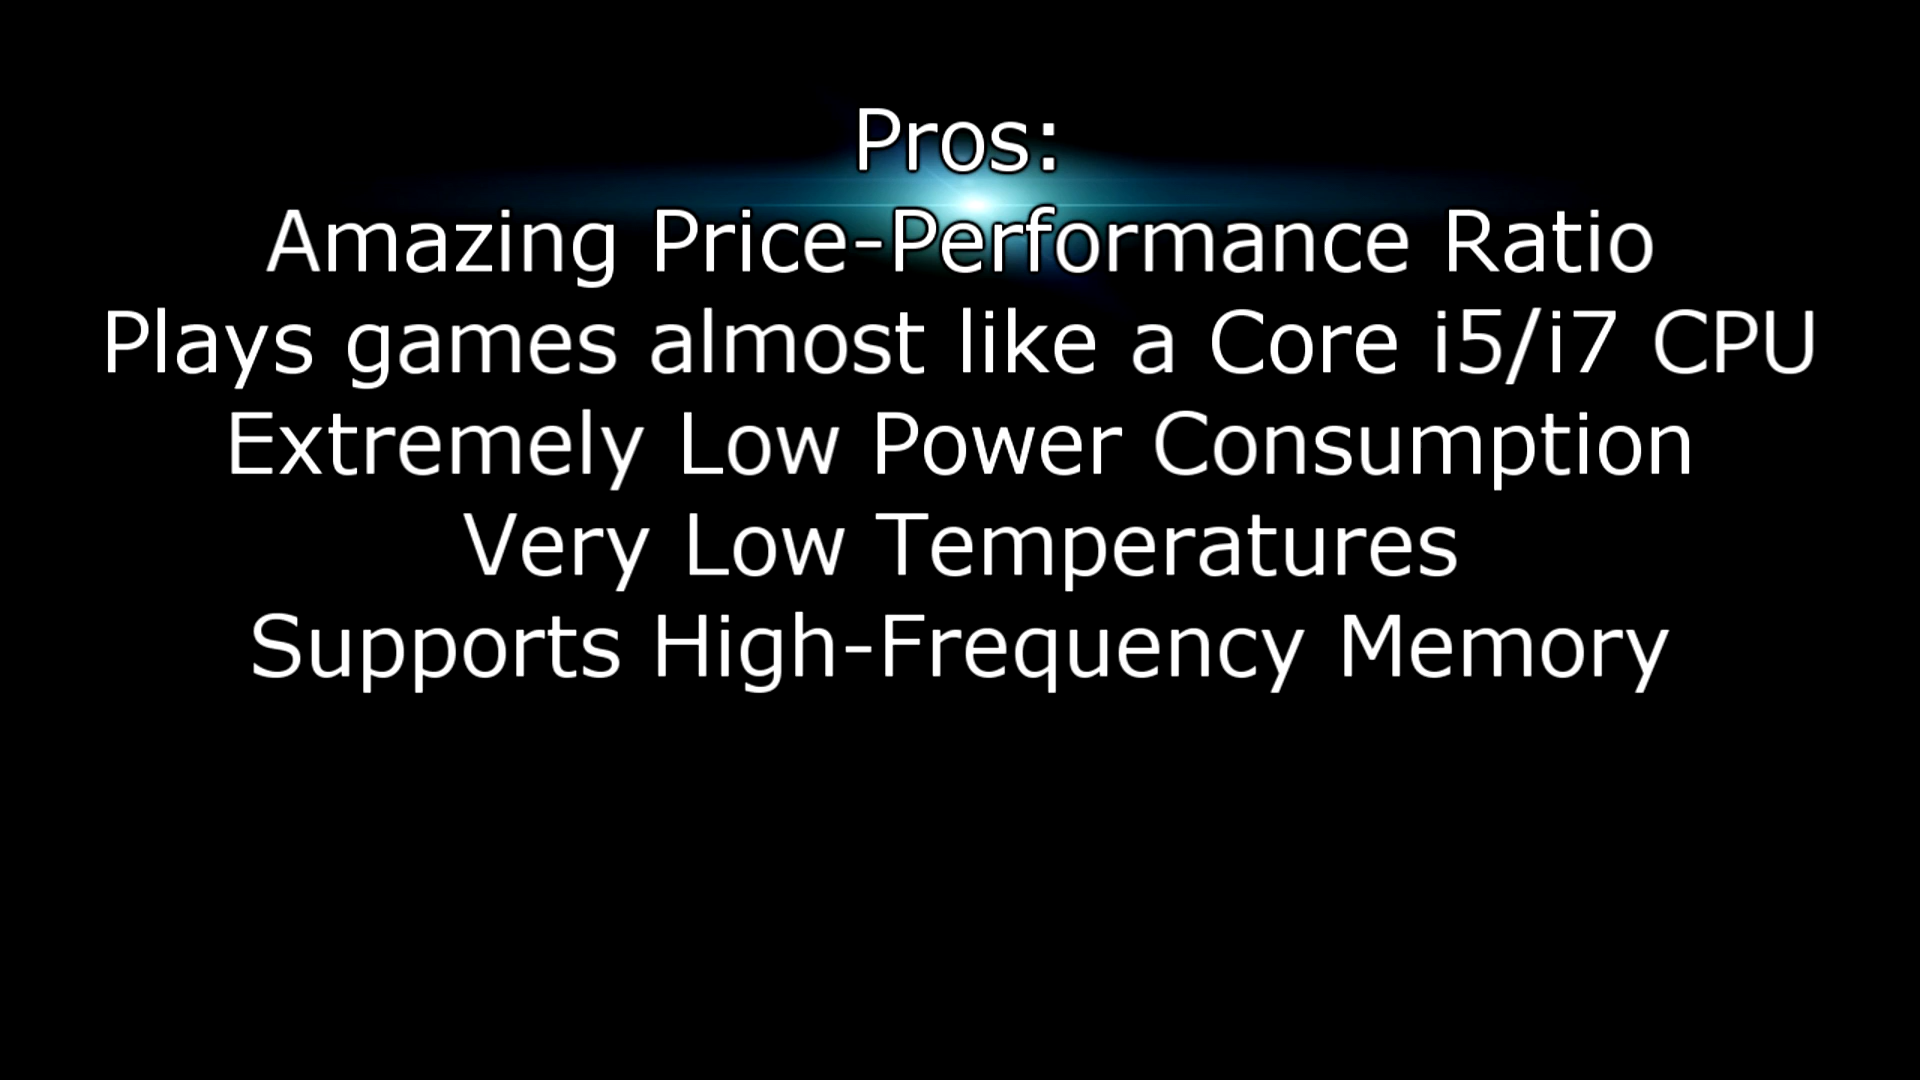 Pros:
Amazing Price-Performance Ratio
Plays games almost like a Core i5/i7 CPU
Extremely Low Power Consumption
Very Low Temperatures
Supports High-Frequency Memory